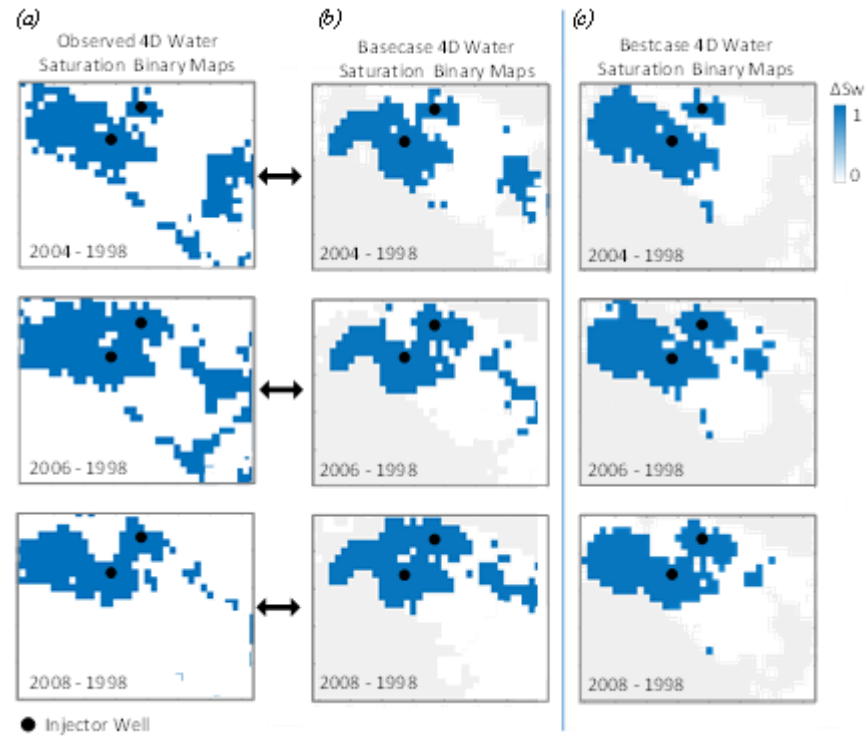 (a)
(b)
(c)
Observed 4D Water
Saturation Binary Maps
Basecase 4D Water
Saturation Binary Maps
Bestcase 4D Water
Saturation Binary Maps
ΔSw
1
0
2004 - 1998
2004 - 1998
2004 - 1998
2006 - 1998
2006 - 1998
2006 - 1998
2008 - 1998
2008 - 1998
2008 - 1998
Injector Well